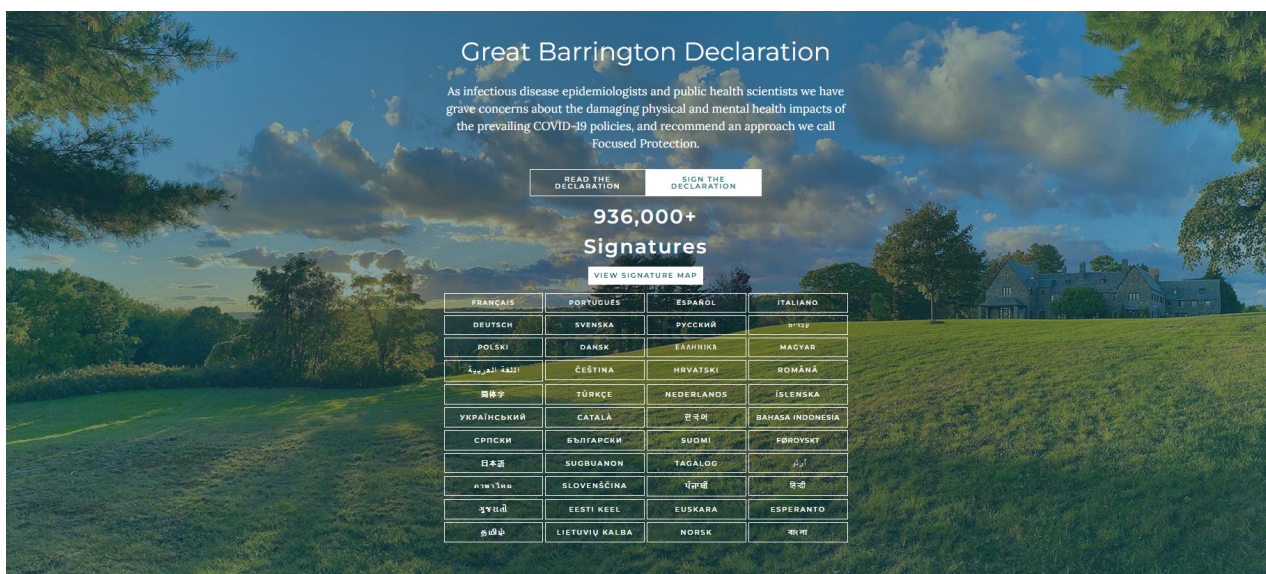 Great Barrington Declaration
As infectious disease epidemiologists and public health scientists we have
grave concerns about the damaging physical and mental health impacts of
the prevailing COVID-19 policies, and recommend an approach we call
Focused Protection.
READ THE
DECLARATION
SIGN THE
DECLARATION
936,000+
Signatures
VIEW SIGNATURE MAP
FRANÇAIS
PORTUGUÊS
ESPAÑOL
ITALIANO
DEUTSCH
SVENSKA
РУССКИЙ
עברית
POLSKI
DANSK
ΕΛΛΗΝΙΚΆ
MAGYAR
اللغة العربية
ČEŠTINA
HRVATSKI
ROMÂNĂ
简体字
TÜRKÇE
NEDERLANDS
ÍSLENSKA
УКРАЇНСЬКИЙ
CATALÀ
한국어
BAHASA INDONESIA
СРПСКИ
БЪЛГАРСКИ
SUOMI
FØROYSKT
日本語
SUGBUANON
TAGALOG
اُردُو
ภาษาไทย
SLOVENŠČINA
ਪੰਜਾਬੀ
हिन्दी
ગુજરાતી
EESTI KEEL
EUSKARA
ESPERANTO
தமிழ்
LIETUVIŲ KALBA
NORSK
বাংলা